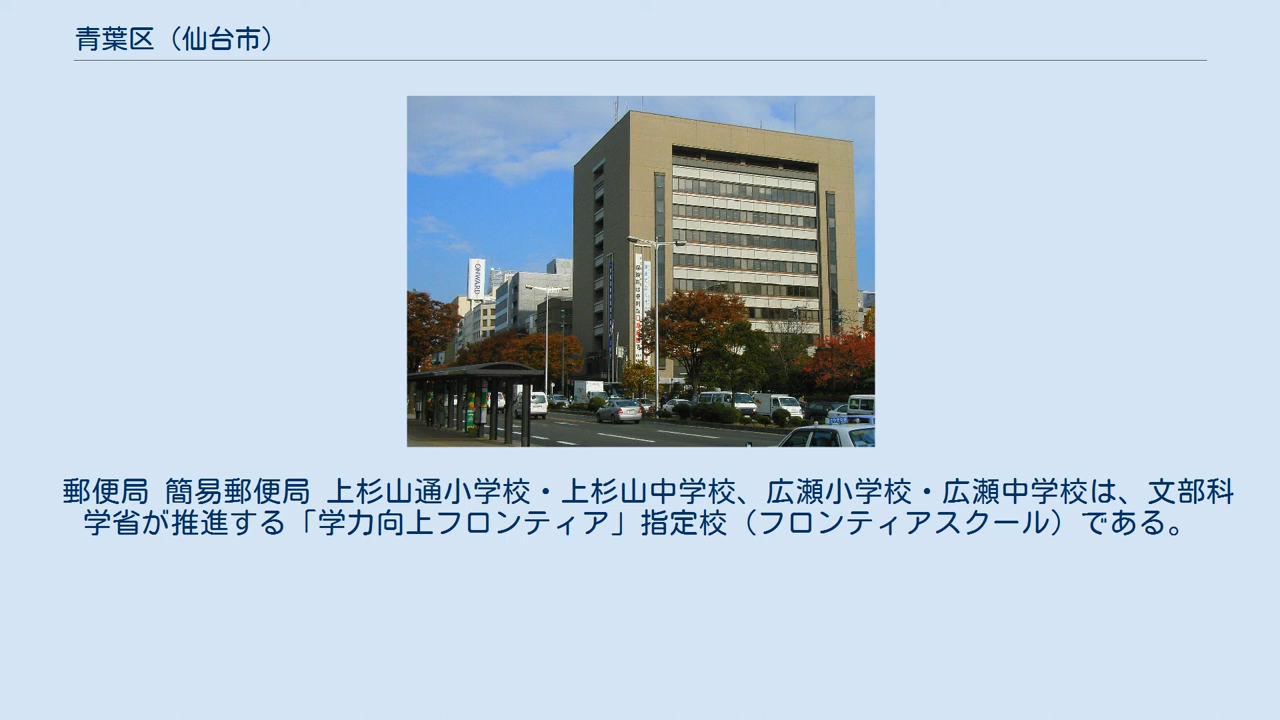 青葉区（仙台市）
ONWARD
郵便局 簡易郵便局 上杉山通小学校・上杉山中学校、広瀬小学校・広瀬中学校は、文部科
学省が推進する「学力向上フロンティア」指定校（フロンティアスクール）である。